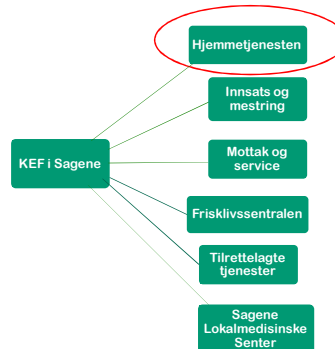 Hjemmetjenesten
Innsats og
mestring
KEF i Sagene
Mottak og
service
Frisklivssentralen
Tilrettelagte
tjenester
Sagene
Lokalmedisinske
Senter